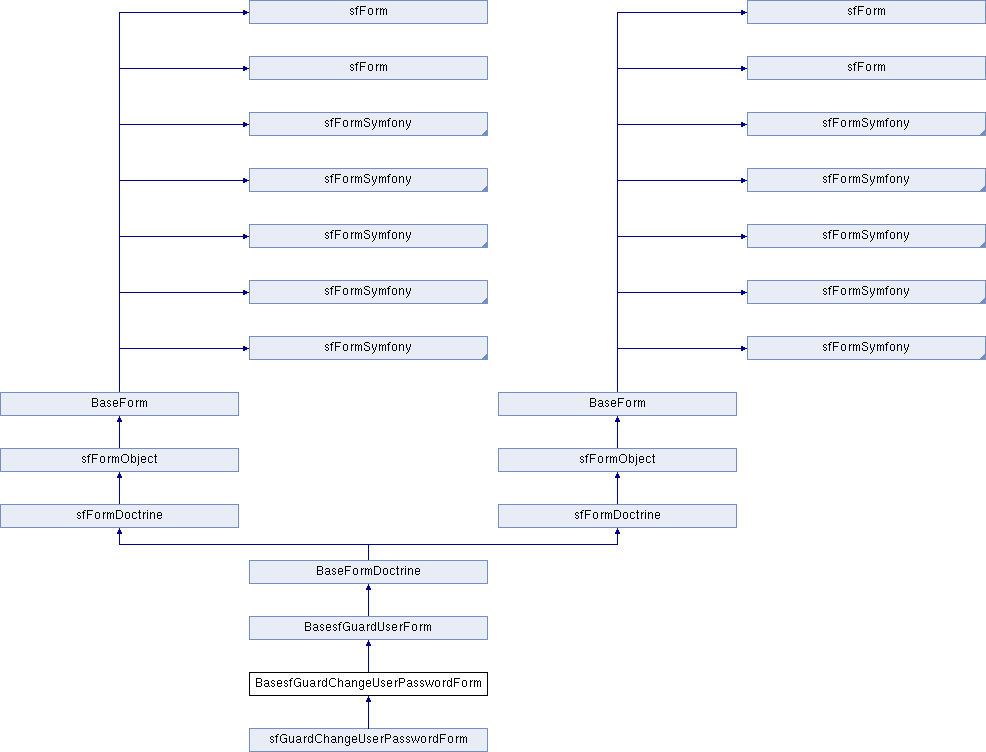 sfForm
sfForm
sfForm
sfForm
sfFormSymfony
sfFormSymfony
sfFormSymfony
sfFormSymfony
sfFormSymfony
sfFormSymfony
sfFormSymfony
sfFormSymfony
sfFormSymfony
sfFormSymfony
BaseForm
BaseForm
sfFormObject
sfFormObject
sfFormDoctrine
sfFormDoctrine
BaseFormDoctrine
BasesfGuardUserForm
BasesfGuardChangeUserPasswordForm
sfGuardChangeUserPasswordForm